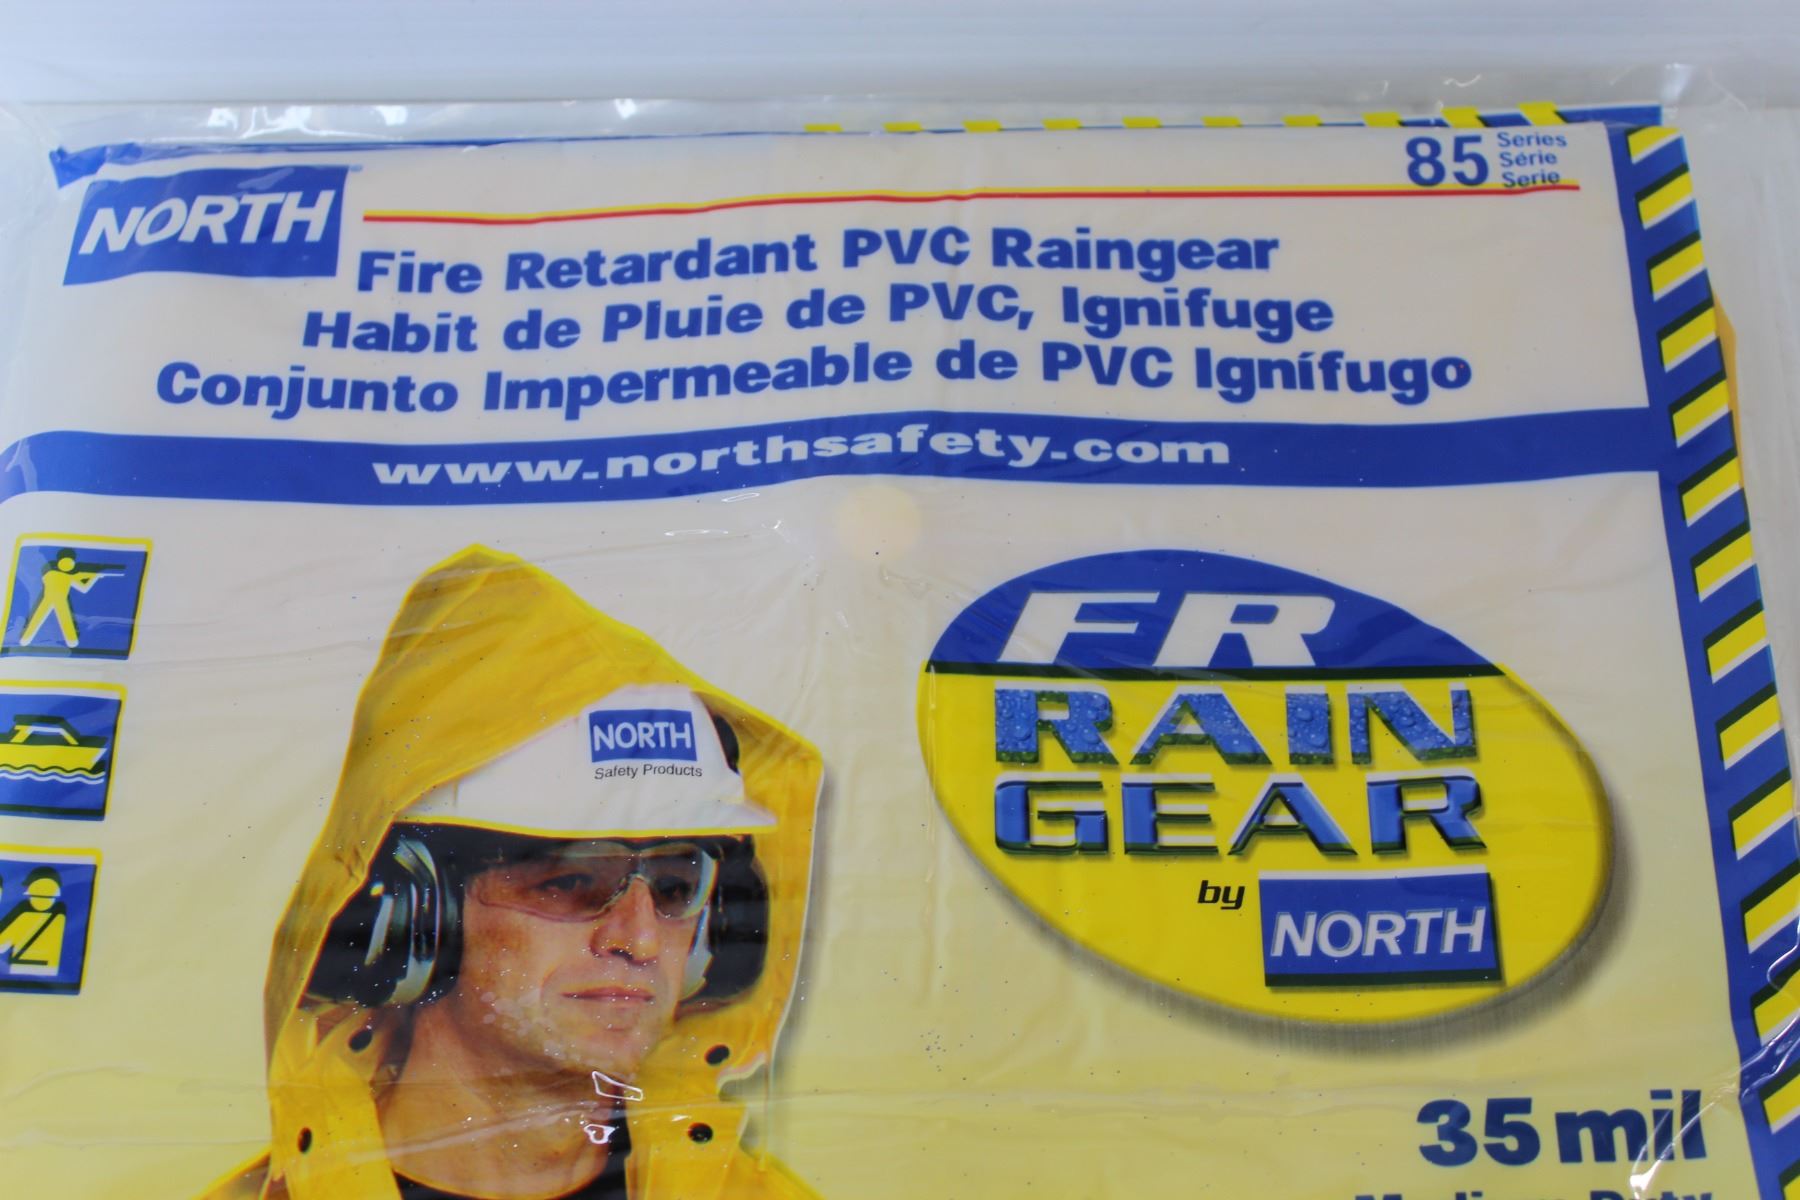 NORTH
85 Series
Série
Serie
Fire Retardant PVC Raingear
Habit de Pluie de PVC, Ignifuge
Conjunto Impermeable de PVC Ignífugo
www.northsafety.com
NORTH
Safety Products
FR
RAIN
GEAR
by NORTH
35 mil